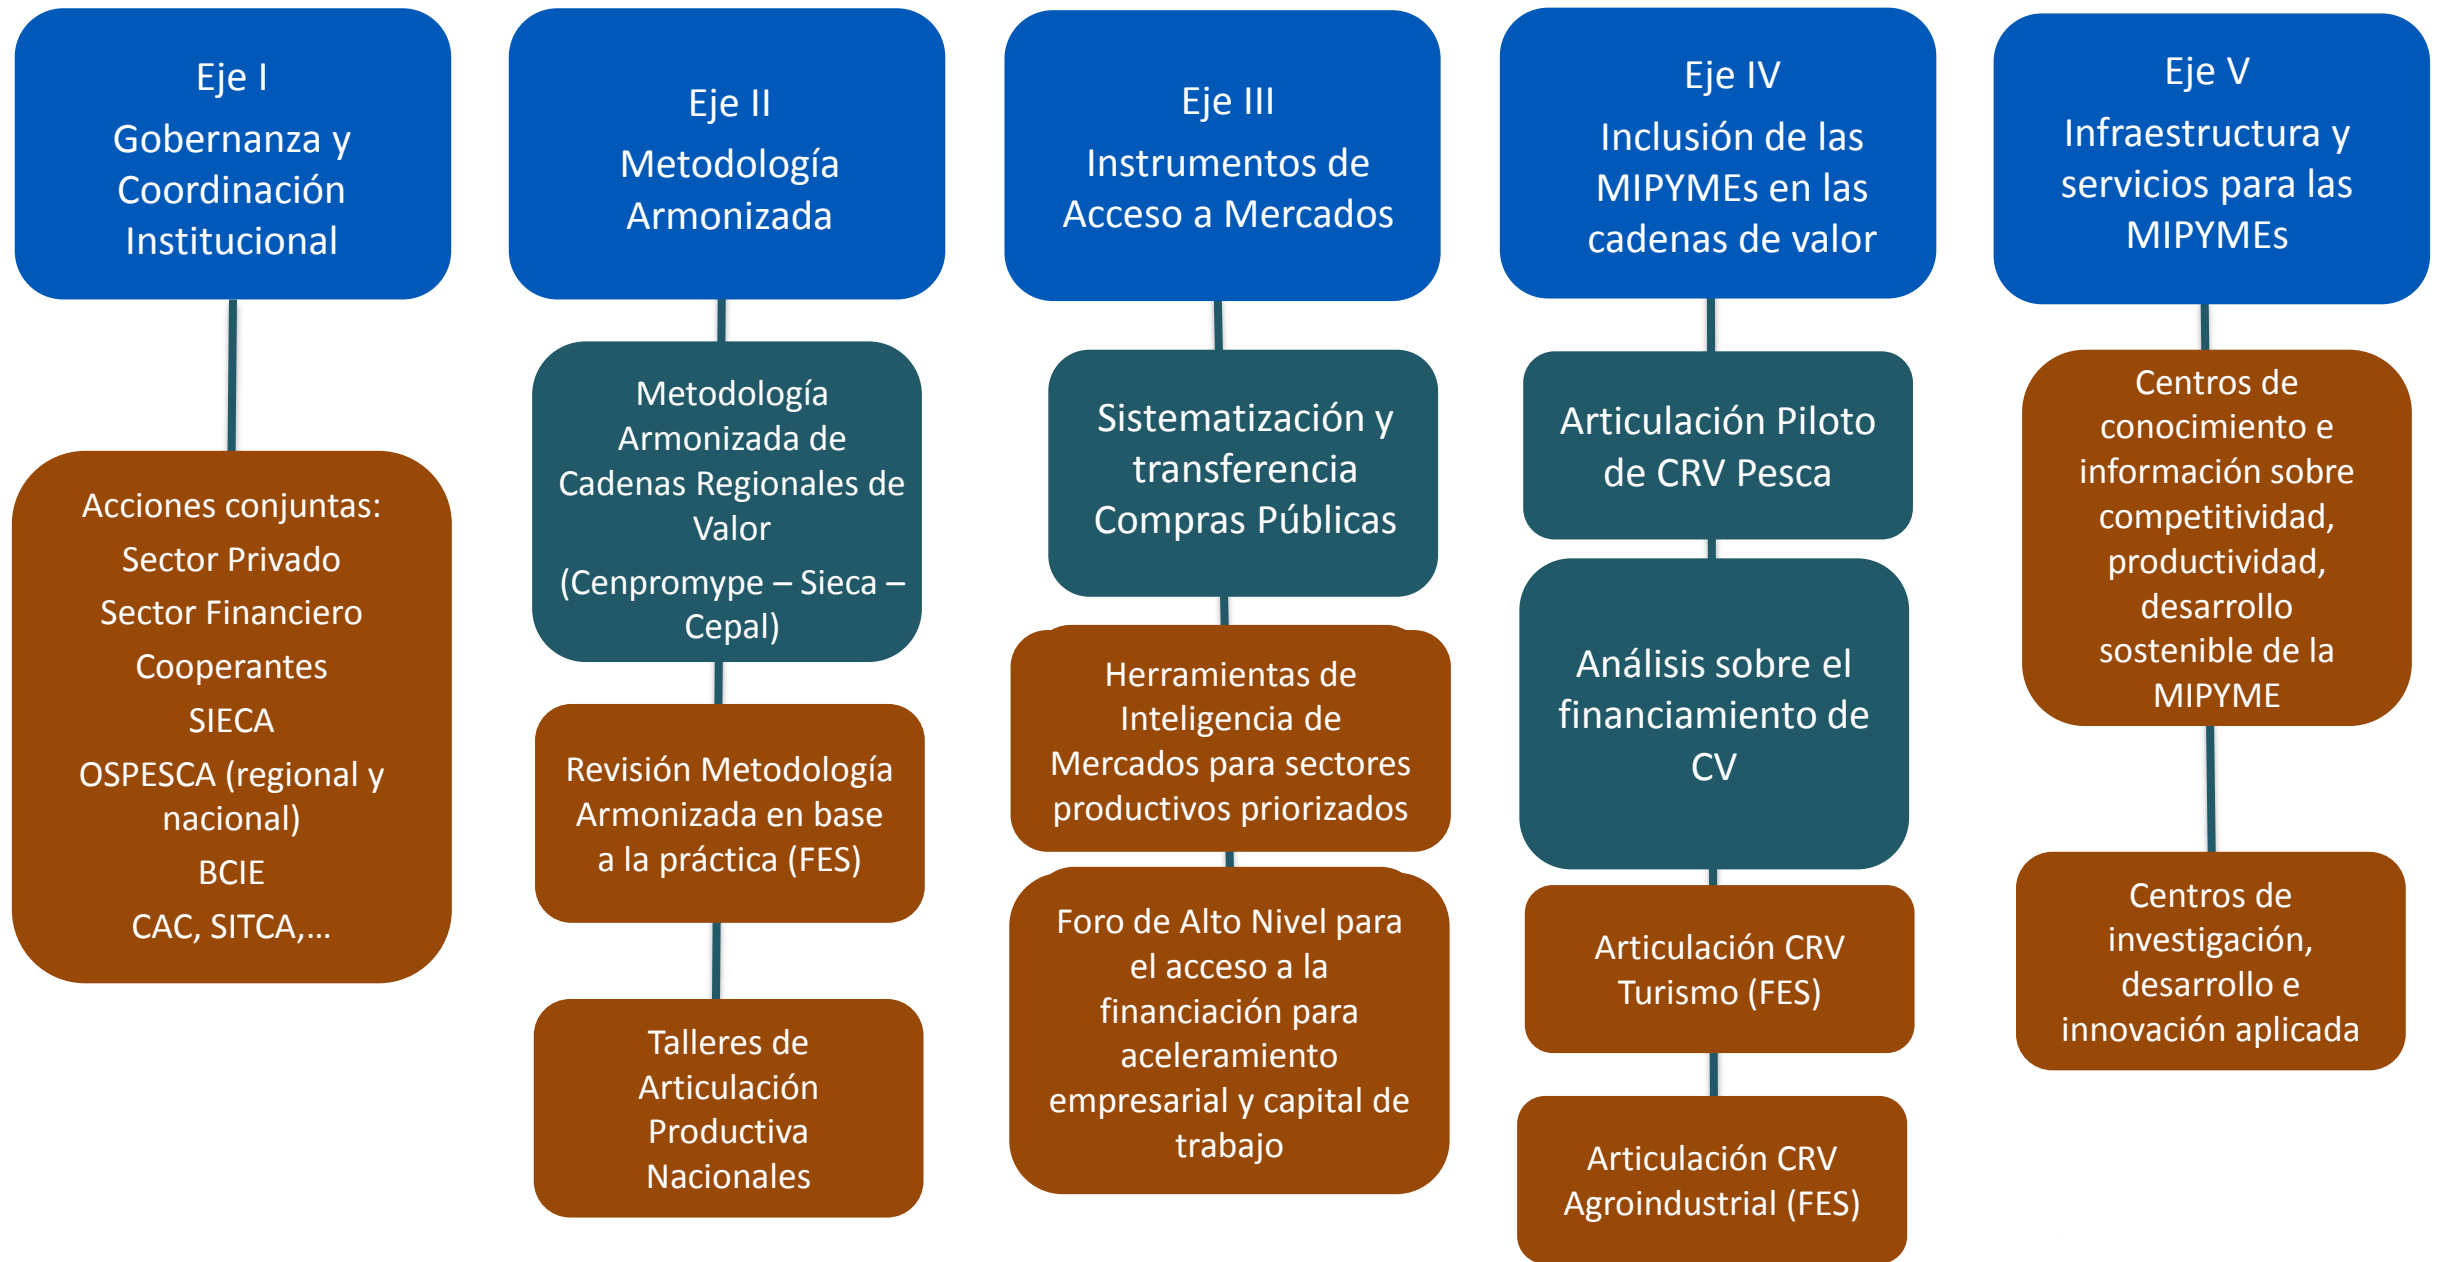 Eje I
Gobernanza y
Coordinación
Institucional
Acciones conjuntas:
Sector Privado
Sector Financiero
Cooperantes
SIECA
OSPESCA (regional y
nacional)
BCIE
CAC, SITCA,...
Eje II
Metodología
Armonizada
Metodología
Armonizada de
Cadenas Regionales de
Valor
(Cenpromype – Sieca –
Cepal)
Revisión Metodología
Armonizada en base
a la práctica (FES)
Talleres de
Articulación
Productiva
Nacionales
Eje III
Instrumentos de
Acceso a Mercados
Sistematización y
transferencia
Compras Públicas
Herramientas de
Inteligencia de
Mercados para sectores
productivos priorizados
Foro de Alto Nivel para
el acceso a la
financiación para
aceleramiento
empresarial y capital de
trabajo
Eje IV
Inclusión de las
MIPYMEs en las
cadenas de valor
Articulación Piloto
de CRV Pesca
Análisis sobre el
financiamiento de
CV
Articulación CRV
Turismo (FES)
Articulación CRV
Agroindustrial (FES)
Eje V
Infraestructura y
servicios para las
MIPYMEs
Centros de
conocimiento e
información sobre
competitividad,
productividad,
desarrollo
sostenible de la
MIPYME
Centros de
investigación,
desarrollo e
innovación aplicada